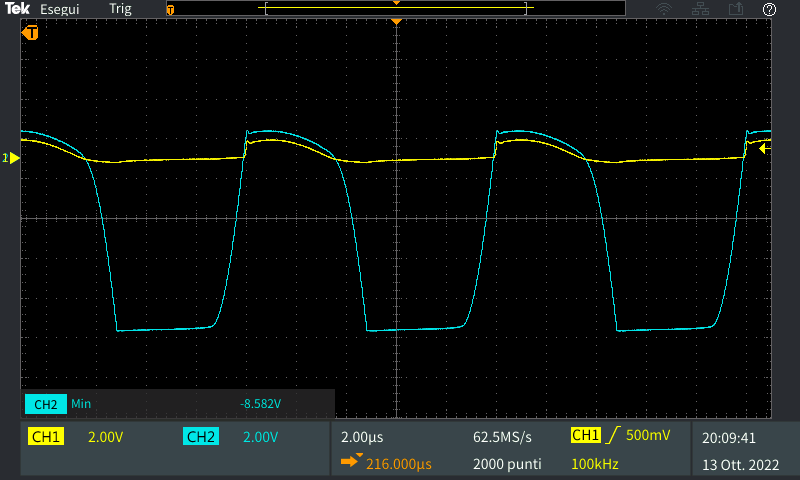 Tek Esegui Trig T ?
T
1
CH2 Min -8.582V
CH1 2.00V CH2 2.00V 2.00µs 62.5MS/s CH1 500mV 20:09:41
216.000µs 2000 punti 100kHz 13 Ott. 2022